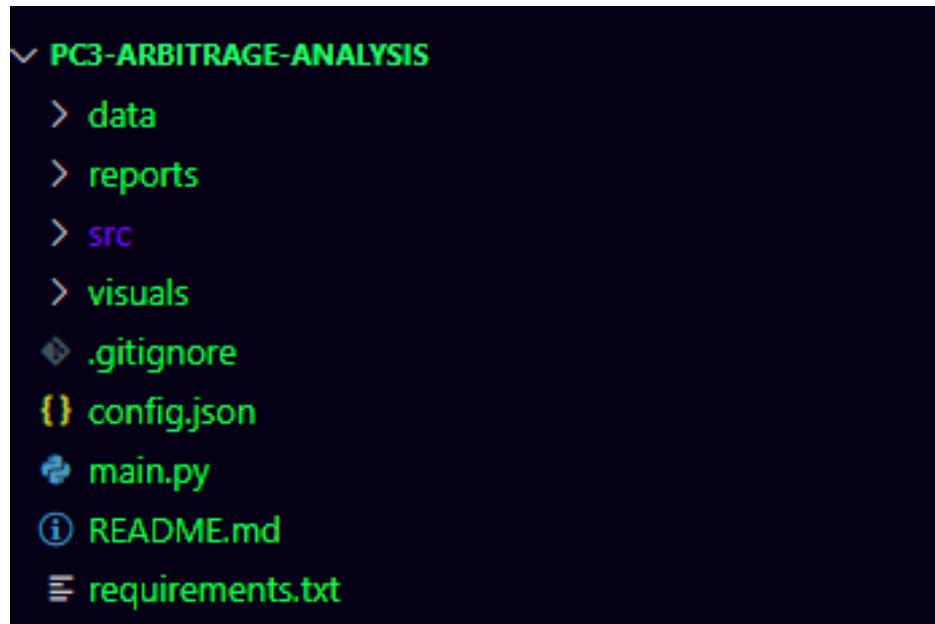 PC3-ARBITRAGE-ANALYSIS
data
reports
src
visuals
.gitignore
config.json
main.py
README.md
requirements.txt